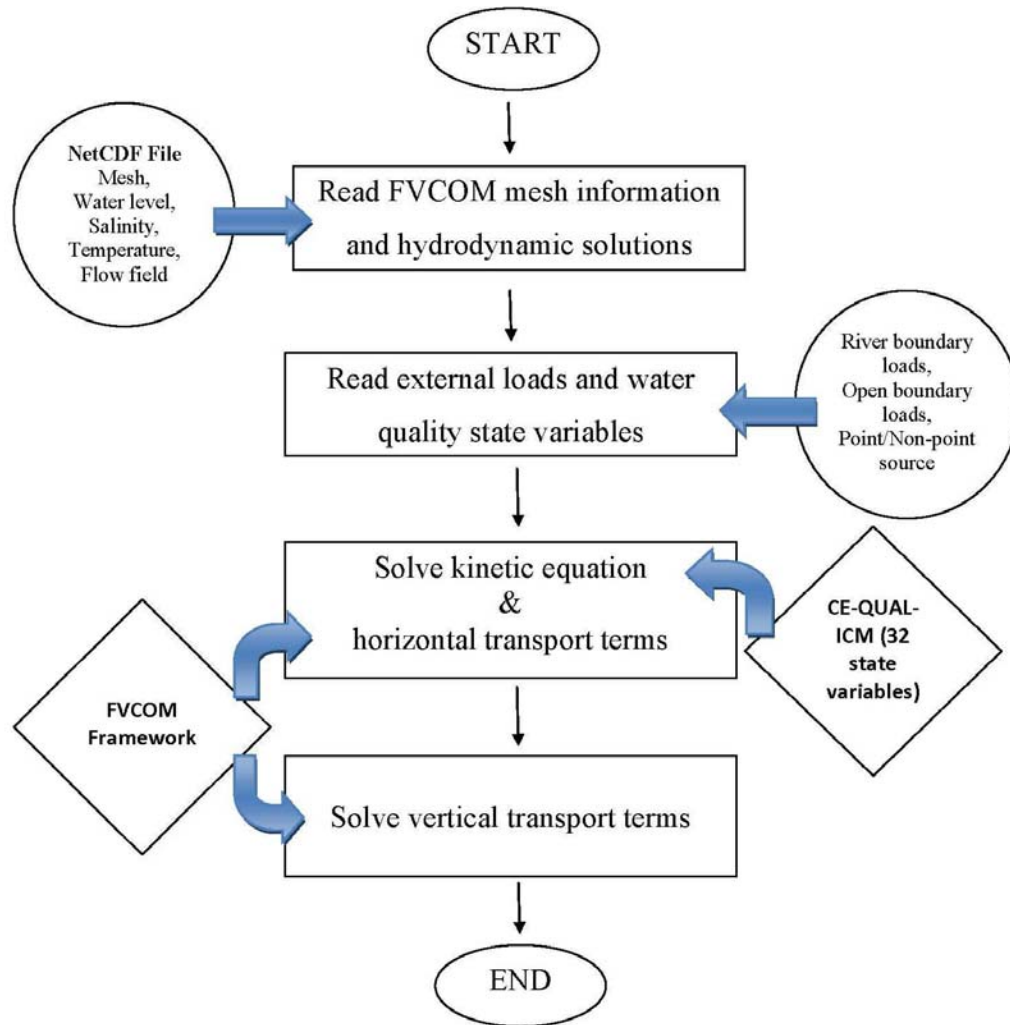 START
NetCDF File
Mesh,
Water level,
Salinity,
Temperature,
Flow field
Read FVCOM mesh information
and hydrodynamic solutions
Read external loads and water
quality state variables
River boundary
loads,
Open boundary
loads,
Point/Non-point
source
Solve kinetic equation
&
horizontal transport terms
CE-QUAL-
ICM (32
state
variables)
FVCOM
Framework
Solve vertical transport terms
END